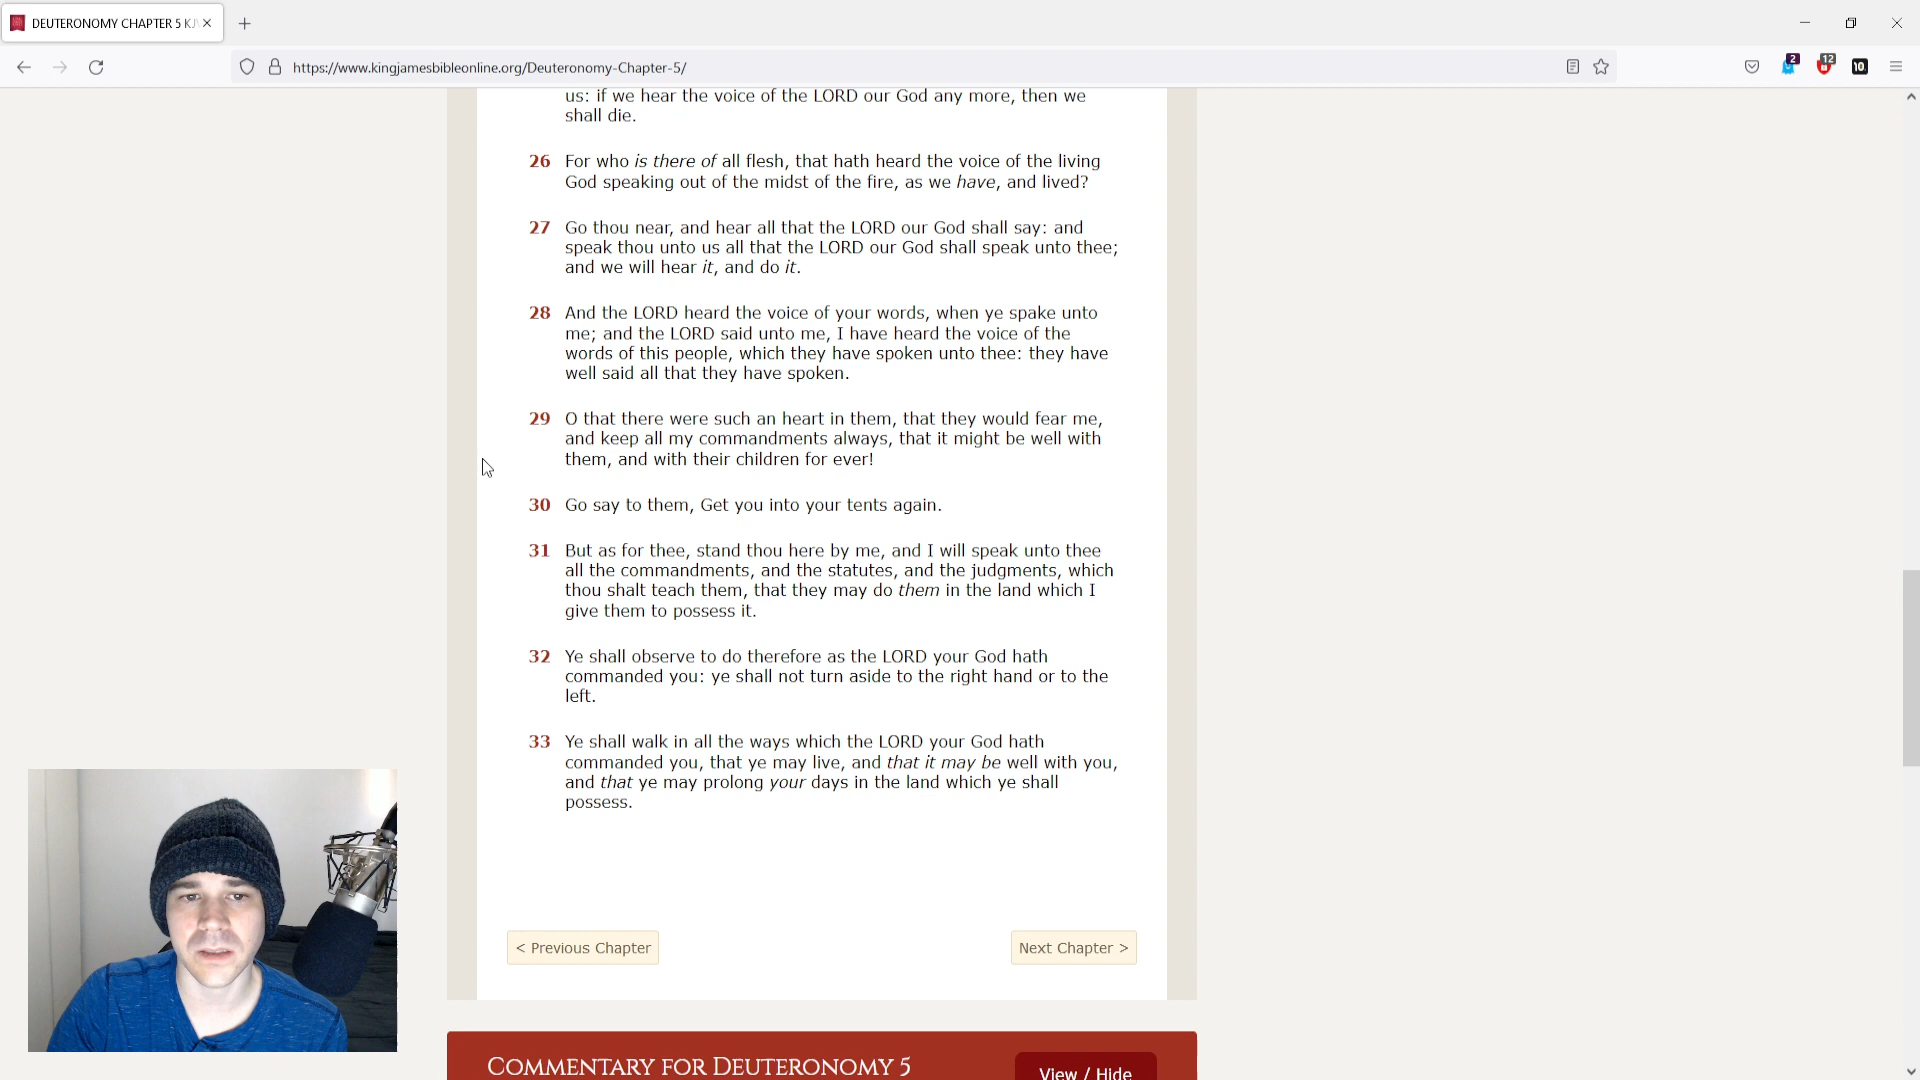 DEUTERONOMY CHAPTER 5 KJ
https://www.kingjamesbibleonline.org/Deuteronomy-Chapter-5/
2
12
10.
us: if we hear the voice of the LORD our God any more, then we
shall die.
26 For who is there of all flesh, that hath heard the voice of the living
God speaking out of the midst of the fire, as we have, and lived?
27 Go thou near, and hear all that the LORD our God shall say: and
speak thou unto us all that the LORD our God shall speak unto thee;
and we will hear it, and do it.
28 And the LORD heard the voice of your words, when ye spake unto
me; and the LORD said unto me, I have heard the voice of the
words of this people, which they have spoken unto thee: they have
well said all that they have spoken.
29 O that there were such an heart in them, that they would fear me,
and keep all my commandments always, that it might be well with
them, and with their children for ever!
30 Go say to them, Get you into your tents again.
31 But as for thee, stand thou here by me, and I will speak unto thee
all the commandments, and the statutes, and the judgments, which
thou shalt teach them, that they may do them in the land which I
give them to possess it.
32 Ye shall observe to do therefore as the LORD your God hath
commanded you: ye shall not turn aside to the right hand or to the
left.
33 Ye shall walk in all the ways which the LORD your God hath
commanded you, that ye may live, and that it may be well with you,
and that ye may prolong your days in the land which ye shall
possess.
< Previous Chapter
Next Chapter >
COMMENTARY FOR DEUTERONOMY 5
View / Hide